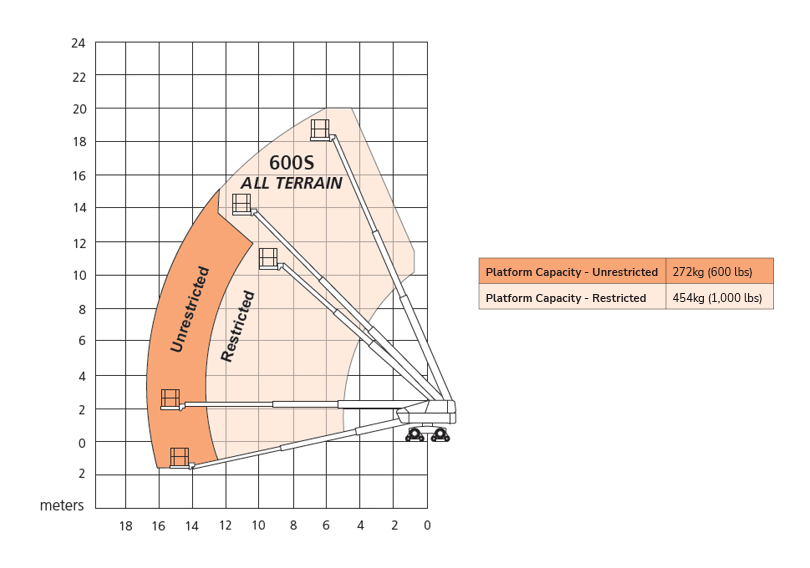 24
22
20
18
16
14
12
10
8
6
4
2
0
2
meters
18 16 14 12 10 8 6 4 2 0
600S
ALL TERRAIN
Unrestricted
Restricted
Platform Capacity - Unrestricted 272kg (600 lbs)
Platform Capacity - Restricted 454kg (1,000 lbs)